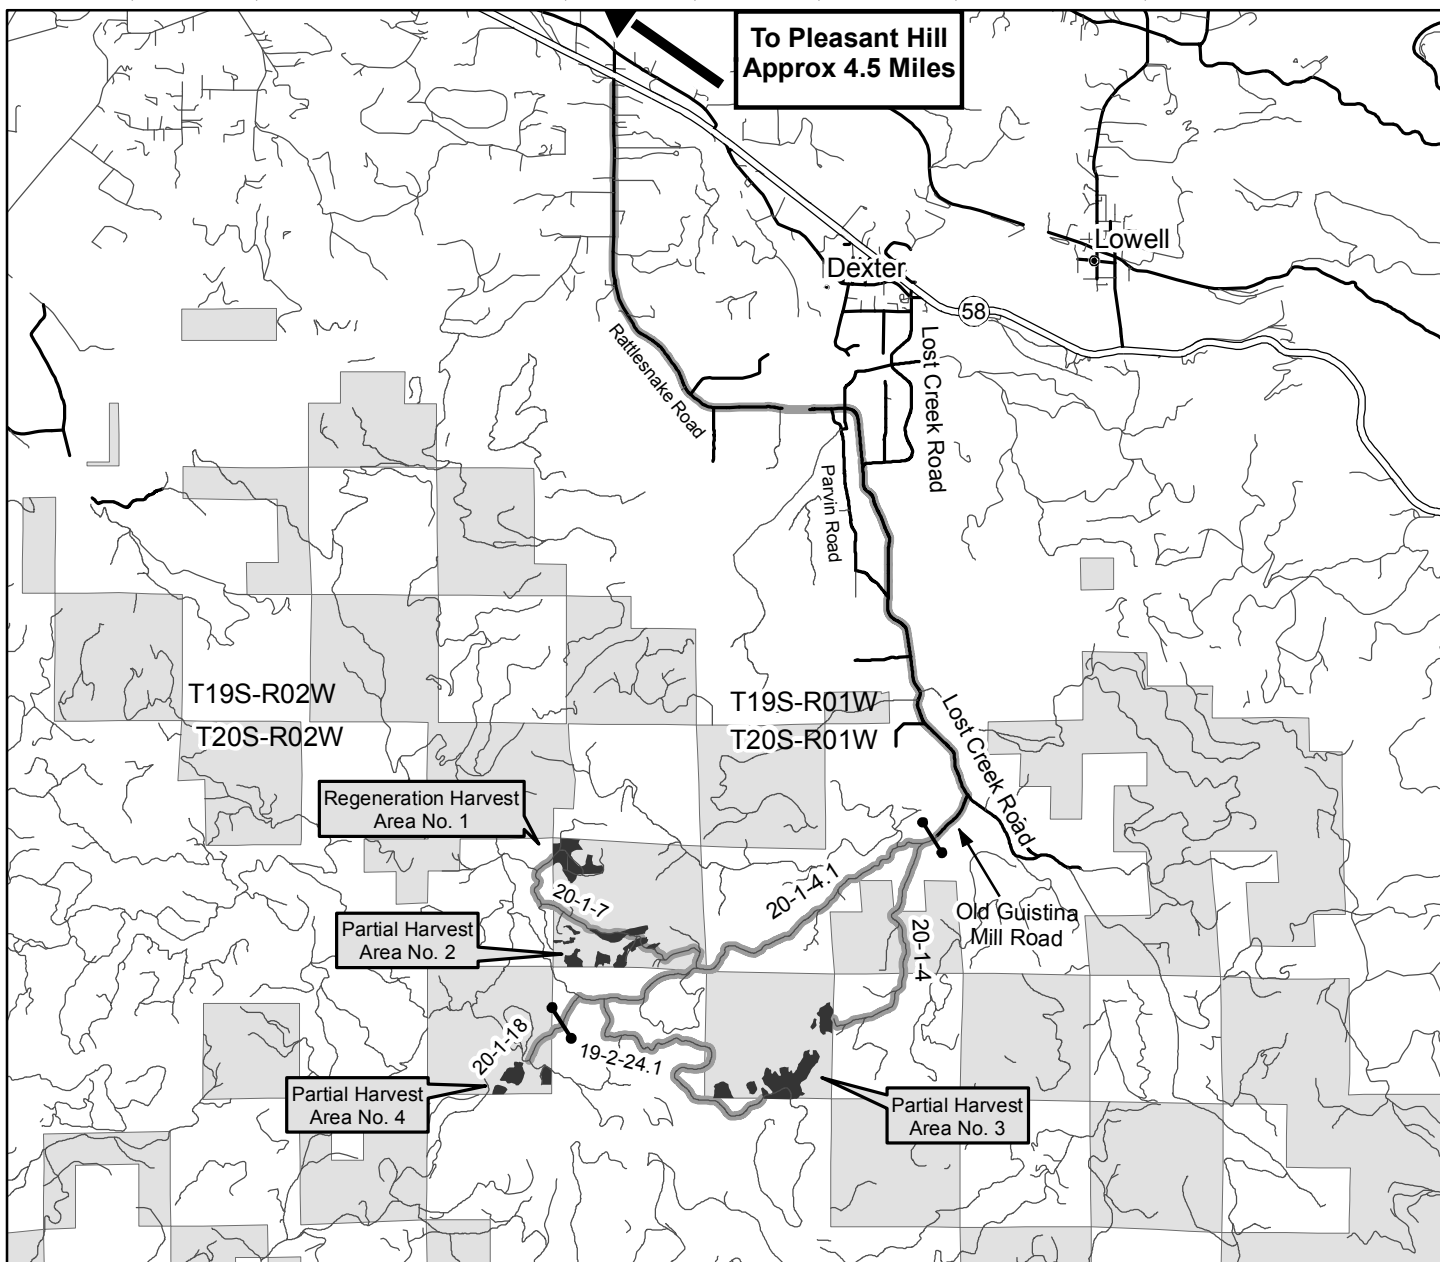 To Pleasant Hill
Approx 4.5 Miles
Lowell
Dexter
58
Rattlesnake Road
Lost Creek Road
Parvin Road
T19S-R02W
T20S-R02W
T19S-R01W
T20S-R01W
Lost Creek Road
Regeneration Harvest
Area No. 1
20-1-7
20-1-4.1
Old Guistina
Mill Road
Partial Harvest
Area No. 2
20-1-4
20-1-18
19-2-24.1
Partial Harvest
Area No. 4
Partial Harvest
Area No. 3